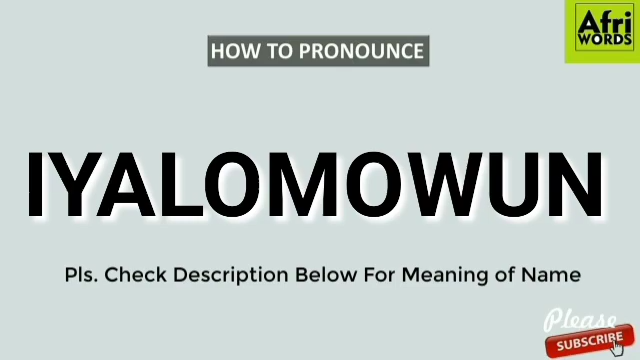 HOW TO PRONOUNCE
Afri
WORDS
IYALOMOWUN
Pls. Check Description Below For Meaning of Name
Please
SUBSCRIBE